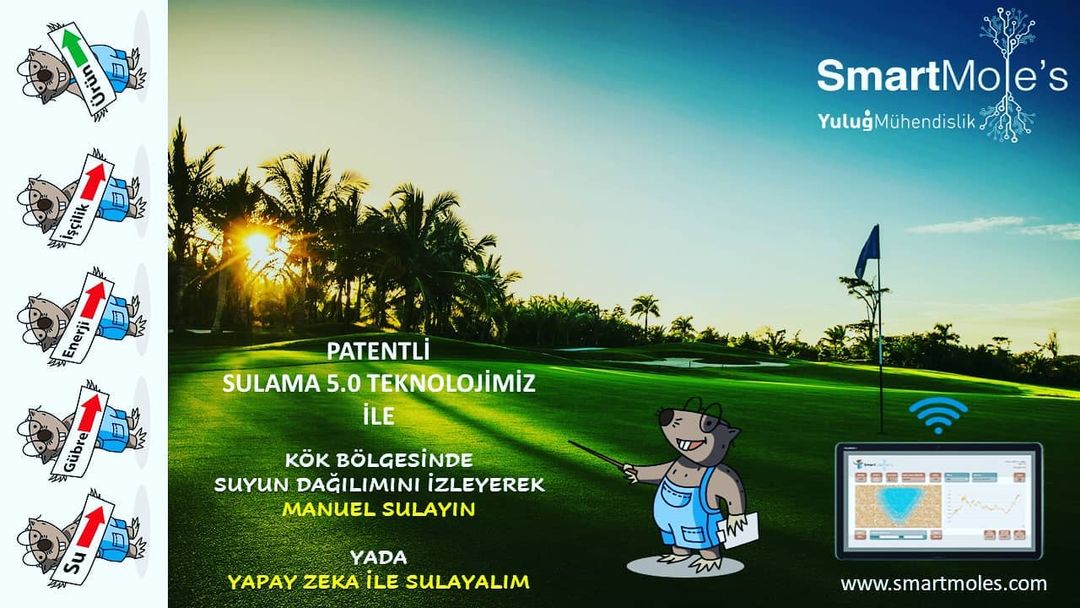 Ürün
İşçilik
Enerji
Gübre
Su
SmartMole's
YuluğMühendislik
PATENTLİ
SULAMA 5.0 TEKNOLOJİMİZ
İLE
KÖK BÖLGESİNDE
SUYUN DAĞILIMINI İZLEYEREK
MANUEL SULAYIN
YADA
YAPAY ZEKA İLE SULAYALIM
www.smartmoles.com